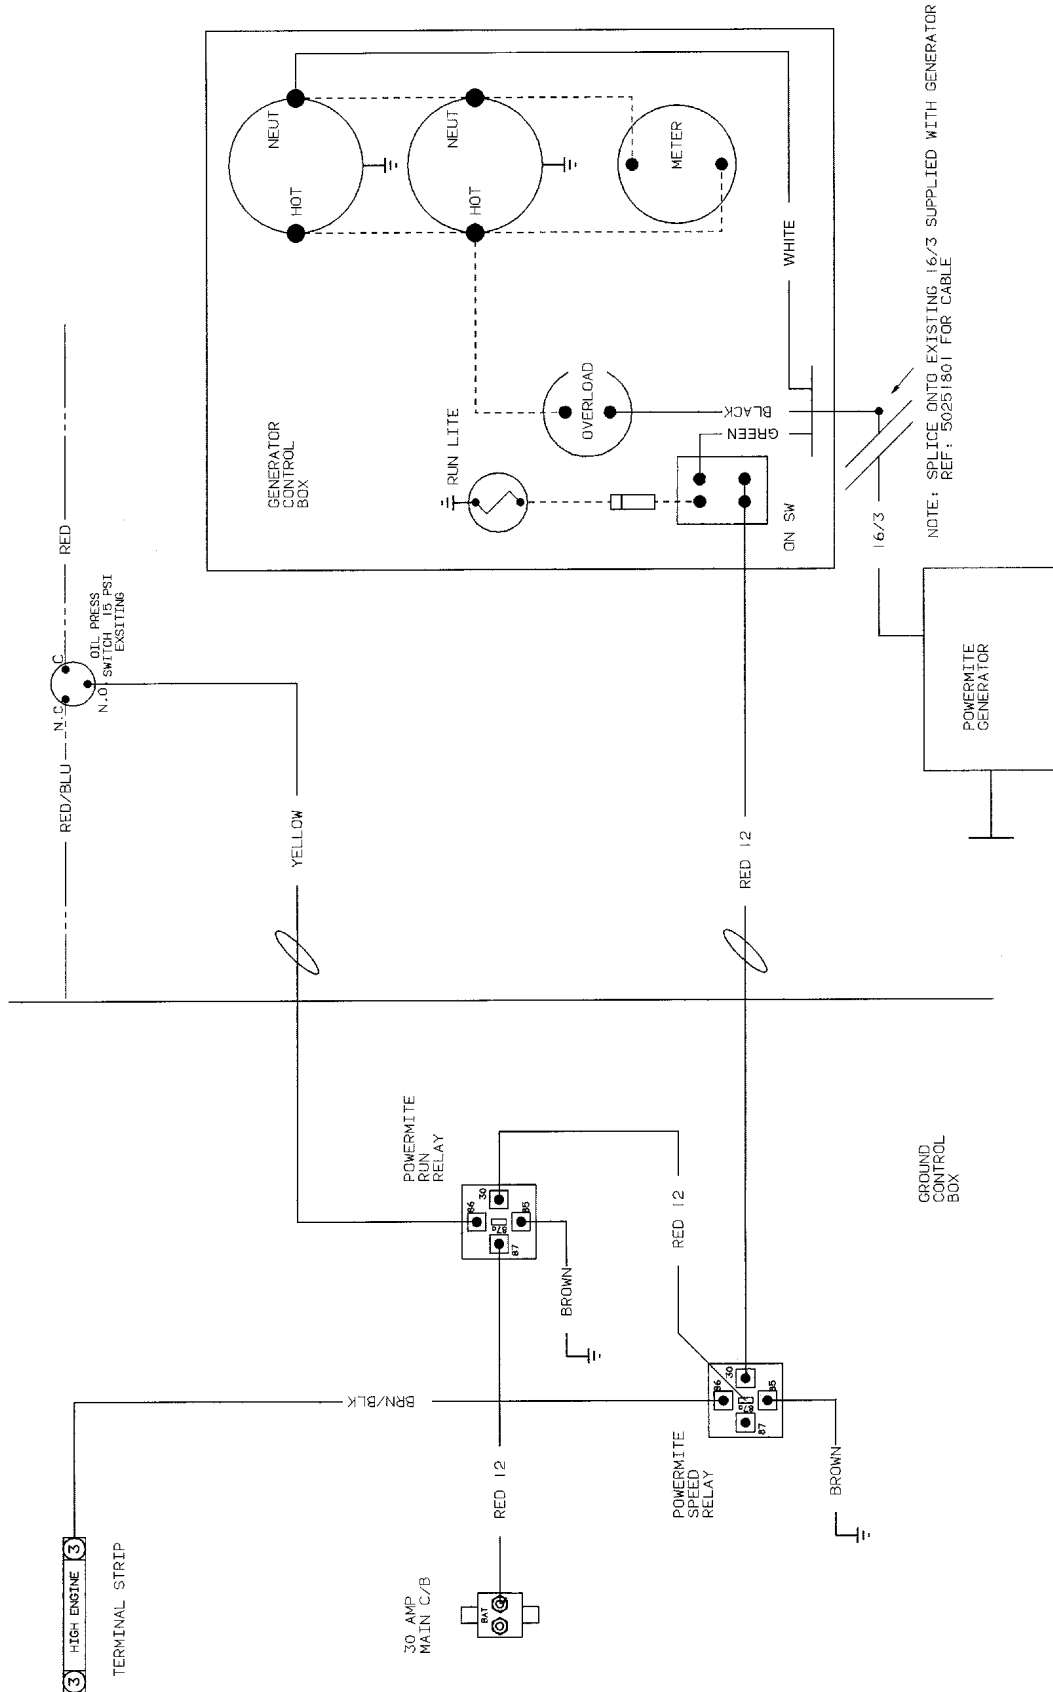 3
HIGH ENGINE
3
TERMINAL STRIP
BRN/BLK
30 AMP
MAIN C/B
BAT
RED 12
POWERMITE
RUN
RELAY
86
30
87a
85
87
BROWN
RED 12
POWERMITE
SPEED
RELAY
86
30
87a
85
87
BROWN
GROUND
CONTROL
BOX
RED/BLU
N.C.
C
RED
N.O.
OIL PRESS
SWITCH 15 PSI
EXSITING
YELLOW
RED 12
GENERATOR
CONTROL
BOX
RUN LITE
ON SW
OVERLOAD
GREEN
BLACK
WHITE
HOT
NEUT
HOT
NEUT
METER
16/3
POWERMITE
GENERATOR
NOTE: SPLICE ONTO EXISTING 16/3 SUPPLIED WITH GENERATOR
REF: 50251801 FOR CABLE